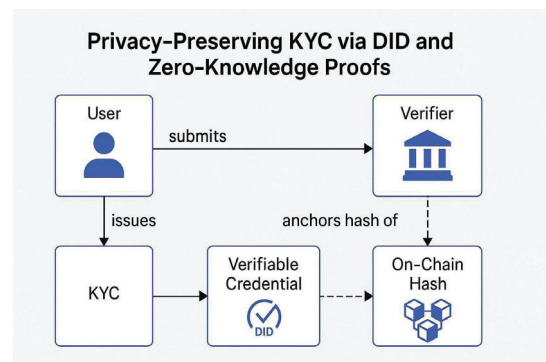 Privacy-Preserving KYC via DID and
Zero-Knowledge Proofs
User
Verifier
submits
issues
anchors hash of
KYC
Verifiable
Credential
DID
On-Chain
Hash